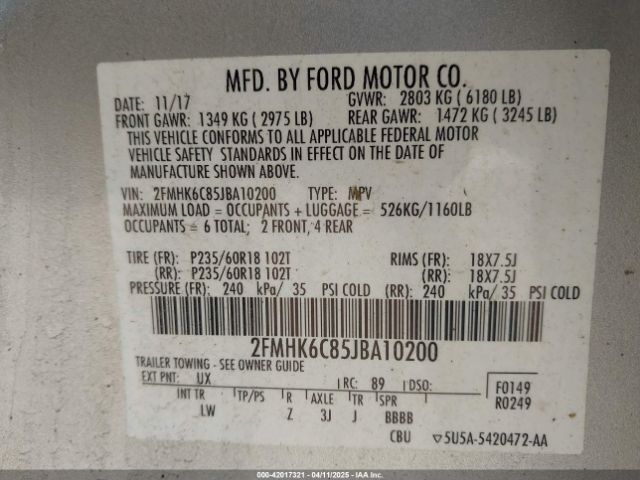 MFD. BY FORD MOTOR CO.
DATE: 11/17 GVWR: 2803 KG ( 6180 LB)
FRONT GAWR: 1349 KG ( 2975 LB) REAR GAWR: 1472 KG ( 3245 LB)
THIS VEHICLE CONFORMS TO ALL APPLICABLE FEDERAL MOTOR
VEHICLE SAFETY STANDARDS IN EFFECT ON THE DATE OF
MANUFACTURE SHOWN ABOVE.
VIN: 2FMHK6C85JBA10200 TYPE: MPV
MAXIMUM LOAD = OCCUPANTS + LUGGAGE = 526KG/1160LB
OCCUPANTS = 6 TOTAL; 2 FRONT, 4 REAR
TIRE (FR): P235/60R18 102T RIMS (FR): 18X7.5J
(RR): P235/60R18 102T (RR): 18X7.5J
PRESSURE (FR): 240 kPa/ 35 PSI COLD (RR): 240 kPa/ 35 PSI COLD
2FMHK6C85JBA10200
TRAILER TOWING - SEE OWNER GUIDE
EXT PNT: UX RC: 89 DSO: F0149
INT TR TP/PS R AXLE TR SPR R0249
LW Z 3J J BBBB
CBU ▽5U5A-5420472-AA
000-42017321 - 04/11/2025 - IAAI.com